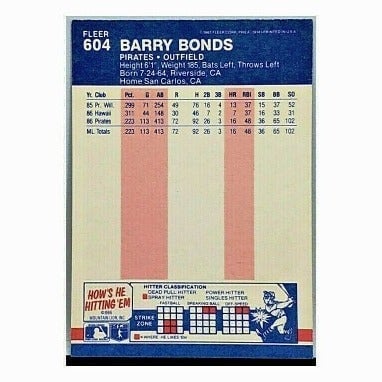 FLEER
604 BARRY BONDS
PIRATES • OUTFIELD
Height 6'1", Weight 185, Bats Left, Throws Left
Born 7-24-64, Riverside, CA
Home San Carlos, CA
Yr. Club Pct. G AB R H 2B 3B HR RBI SB BB SO
85 Pr. Wil. 299 71 254 49 76 16 4 13 37 15 37 52
86 Hawaii 311 44 148 30 46 7 2 7 37 16 33 31
86 Pirates 223 113 413 72 92 26 3 16 48 36 65 102
ML Totals 223 113 413 72 92 26 3 16 48 36 65 102
HOW'S HE
HITTING 'EM
©1986
MOUNTAIN LION, INC
HITTER CLASSIFICATION
DEAD PULL HITTER POWER HITTER
SPRAY HITTER SINGLES HITTER
FASTBALL BREAKING BALL OFF-SPEED
STRIKE
ZONE
= WHERE HE LIKES 'EM